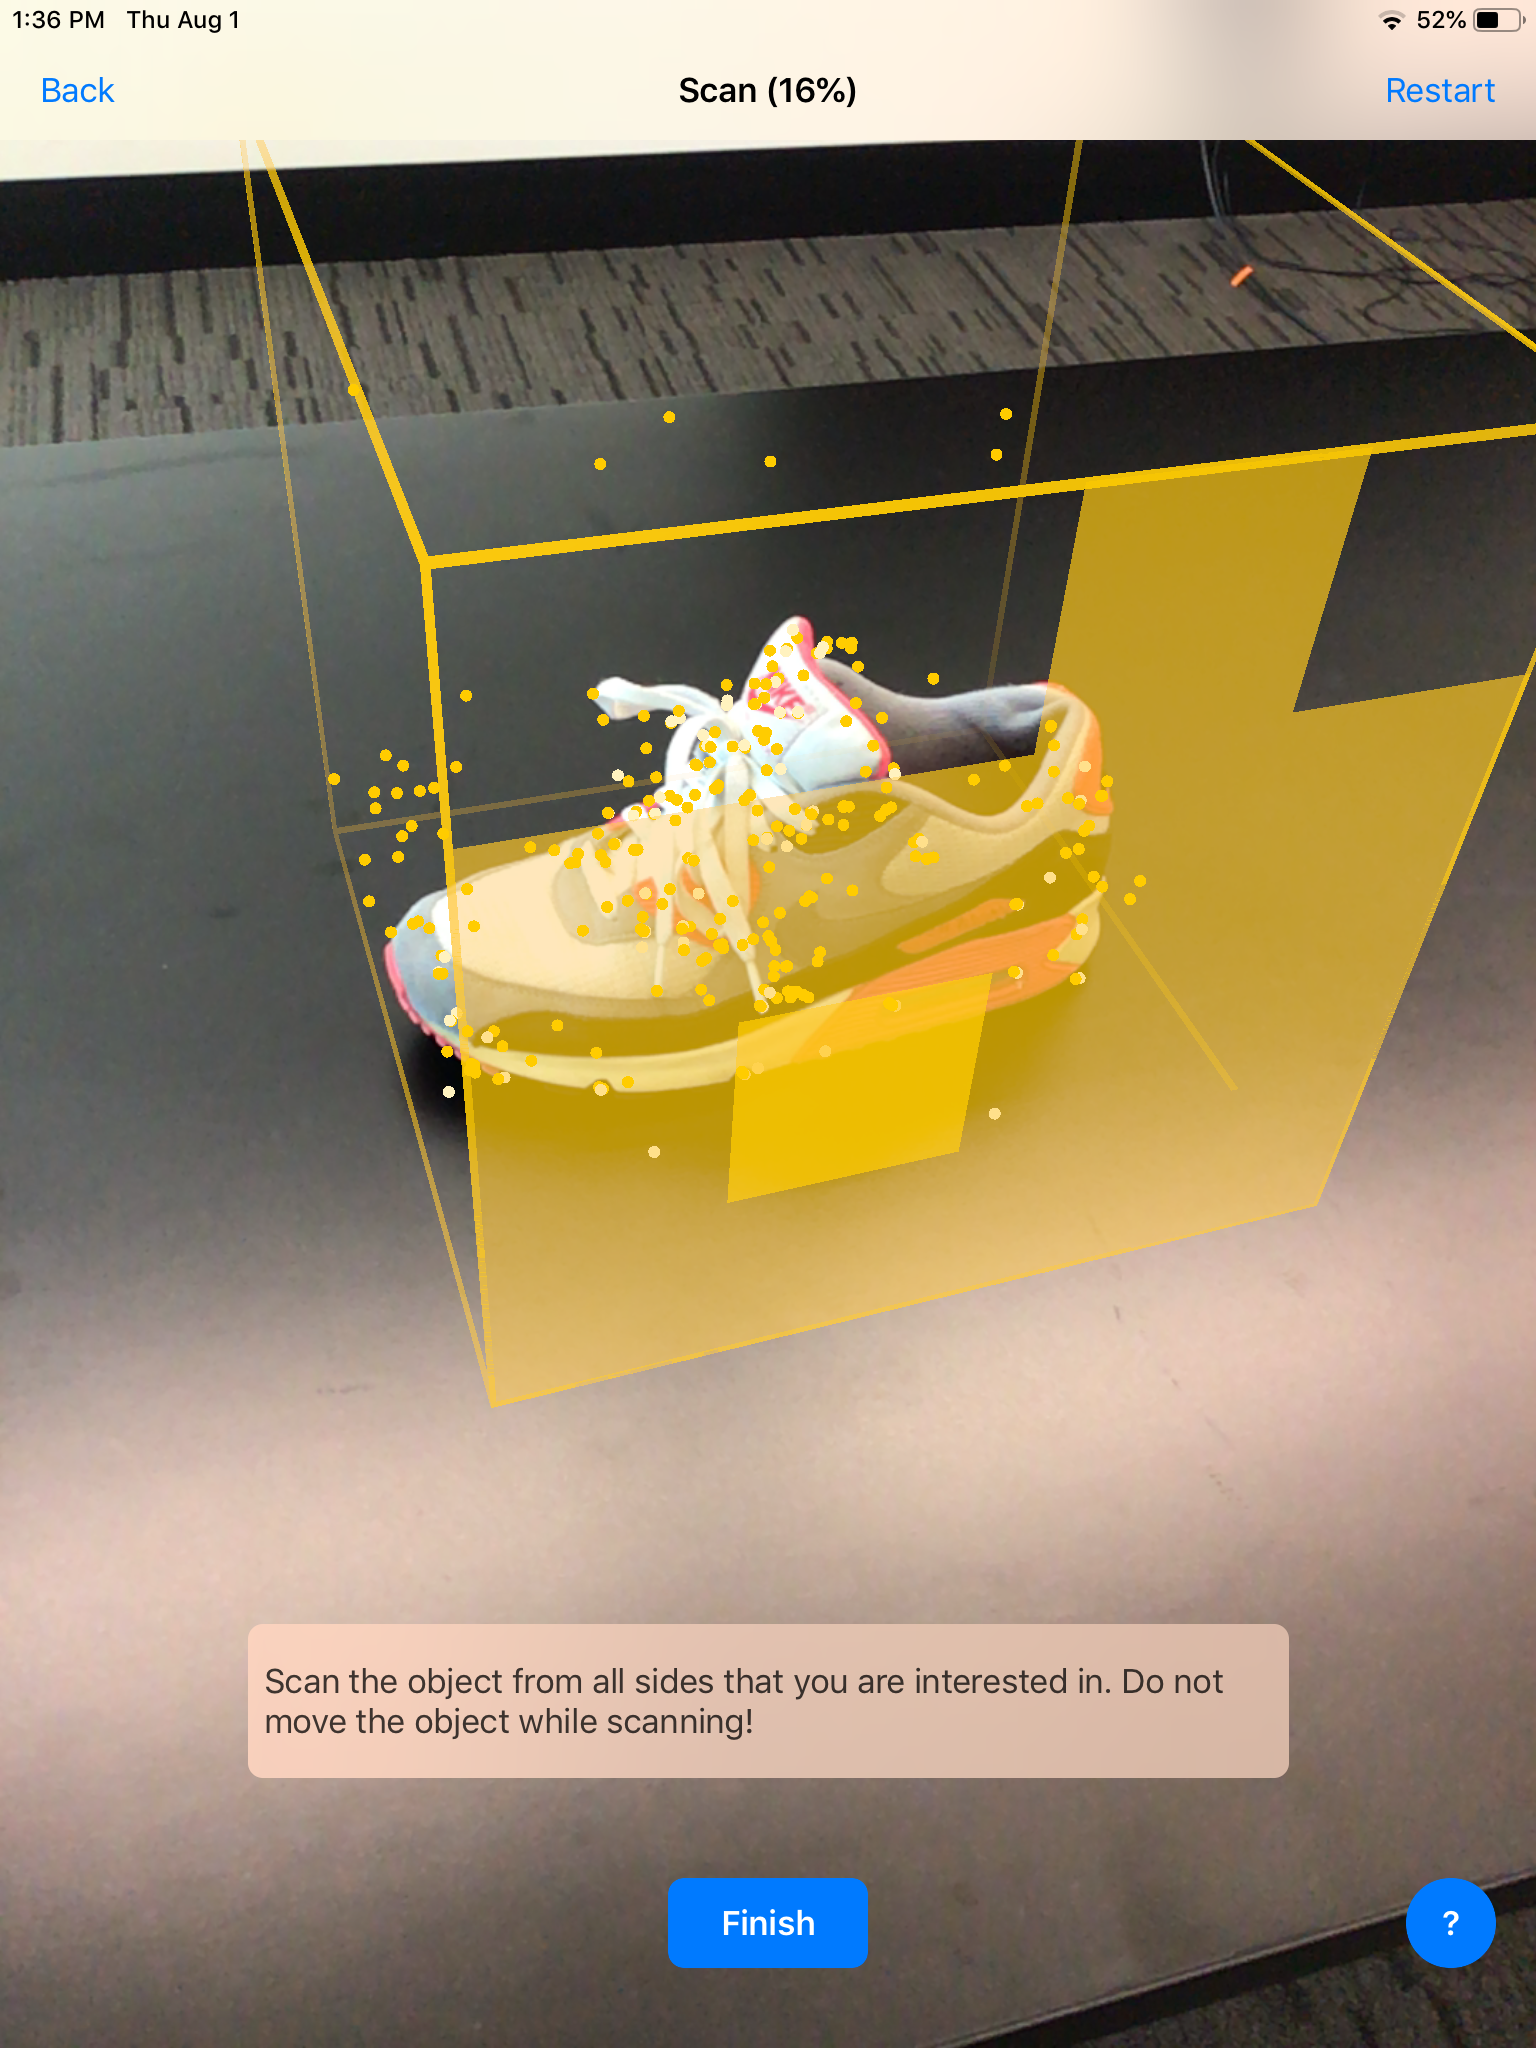 1:36 PM Thu Aug 1
52%
Back
Scan (16%)
Restart
Scan the object from all sides that you are interested in. Do not
move the object while scanning!
Finish
?